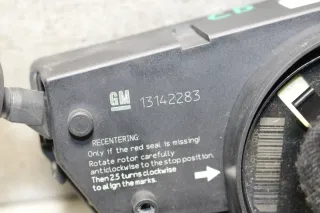 GM
13142283
RECENTERING
Only if the red seal is missing!
Rotate rotor carefully
anticlockwise to the stop position.
Then 2.5 turns clockwise
to align the marks.